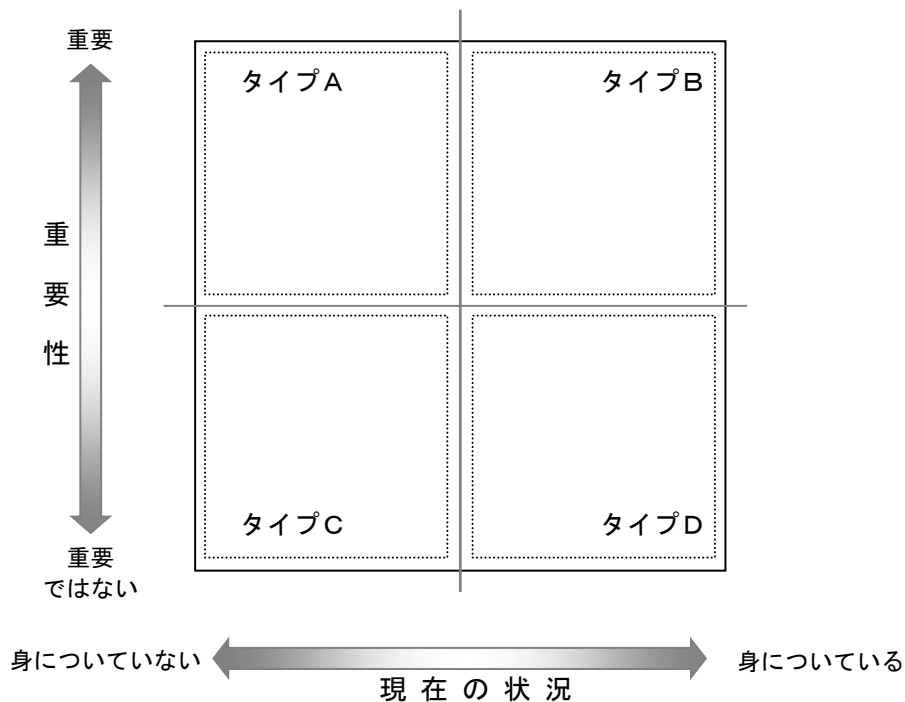 重要
タイプA
タイプB
重
要
性
タイプC
タイプD
重要
ではない
身についていない
身についている
現在の状況